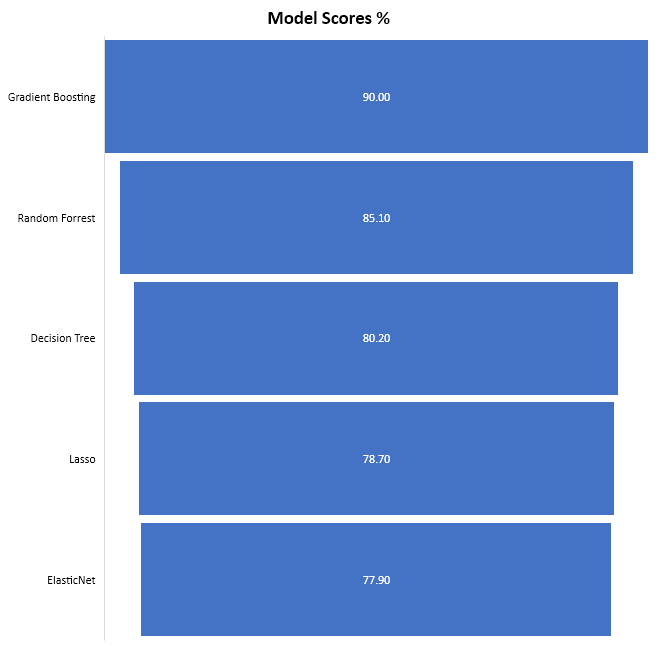 Model Scores %
Gradient Boosting 90.00
Random Forrest 85.10
Decision Tree 80.20
Lasso 78.70
ElasticNet 77.90